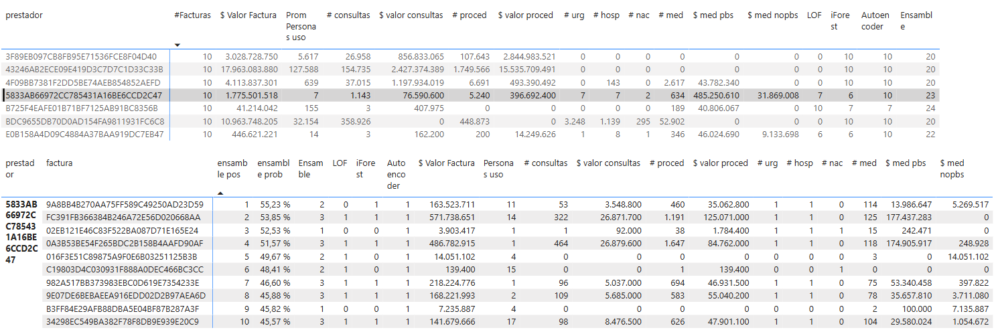 prestador #Facturas $ Valor Factura Prom # consultas $ valor consultas # proced $ valor proced # urg # hosp # nac # med $ med pbs $ med nopbs LOF iFore Autoen Ensambl
Persona st coder e
s uso
3F89EB097CB8FB95E71536FCE8F04D40 10 3.028.728.750 5.617 26.958 856.833.065 107.643 2.844.983.521 0 0 0 0 0 0 0 10 10 20
43246AB2ECE09E419D3C7D7C1D33C33B 10 17.963.083.880 127.588 154.735 2.427.374.389 1.749.566 15.535.709.491 0 0 0 0 0 0 0 10 10 20
4F09BB7381F2DD5BE74AEB854852AEFD 10 4.113.837.301 639 37.015 1.197.934.019 6.691 493.390.492 0 143 0 2.617 43.782.340 0 0 10 10 20
5833AB66972CC785431A16BE6CCD2C47 10 1.775.501.518 7 1.143 76.590.600 5.240 396.692.400 7 7 2 634 485.250.610 31.869.008 7 6 10 23
B725F4EAFE01B71BF7125AB91BC8356B 10 41.214.042 155 3 407.975 0 0 0 0 0 189 40.806.067 0 10 7 7 24
BDC9655DB70D0AD154FA9811931FC6C8 10 10.963.748.205 32.154 358.926 0 448.873 0 3.248 1.139 295 52.902 0 0 0 10 10 20
E0B158A4D09C4884A37BAA919DC7EB47 10 446.621.221 14 3 162.200 200 14.249.626 1 8 1 346 46.024.690 9.133.698 6 6 10 22
prestad factura ensamb ensambl Ensam LOF iFore Auto $ Valor Factura Persona # consultas $ valor consultas # proced $ valor proced # urg # hosp # nac # med $ med pbs $ med
or le pos e prob ble st enco s uso nopbs
der
5833AB 9A8BB4B270AA75FF589C49250AD23D59 1 55,23 % 2 0 1 1 163.523.711 11 53 3.548.800 460 35.062.800 1 1 0 114 13.986.647 5.269.517
66972C FC391FB366384B246A72E56D020668AA 2 53,85 % 3 1 1 1 571.738.651 14 322 26.871.700 1.191 125.071.000 1 1 0 125 177.437.283 0
C78543 02EB121E46C83F522BA087D71E165E24 3 52,53 % 1 0 0 1 3.903.417 1 1 92.000 38 1.784.400 1 1 1 15 242.471 0
1A16BE 0A3B53BE54F265BDC2B158B4AAFD90AF 4 51,57 % 3 1 1 1 486.782.915 1 464 26.879.600 1.647 84.762.000 1 1 0 118 174.905.917 248.928
6CCD2C 016F3E51C89875A9F0E6B03251125B3B 5 49,67 % 2 1 0 1 14.051.102 4 0 0 0 0 0 0 0 3 0 14.051.102
47 C19803D4C030931F888A0DEC466BC3CC 6 48,41 % 2 1 0 1 139.400 15 0 0 1 139.400 0 0 1 0 0 0
982A517BB373983EBC0D619E7354233E 7 46,60 % 3 1 1 1 218.224.776 1 96 5.037.000 694 46.931.500 1 1 0 75 53.340.458 397.822
9E07DE6BEBAEEA916EDD02D2B97AEA6D 8 45,88 % 3 1 1 1 168.221.993 2 109 5.685.000 583 55.040.200 1 1 0 78 35.657.810 3.711.080
B3FF84E29AFB88DBA5E04BF87B287A3F 9 45,82 % 1 0 0 1 7.235.887 4 0 0 0 0 0 0 0 2 100.000 7.135.887
34298EC549BA382F78F8DB9E939E20C9 10 45,57 % 3 1 1 1 141.679.666 17 98 8.476.500 626 47.901.100 1 1 0 104 29.580.024 1.054.672